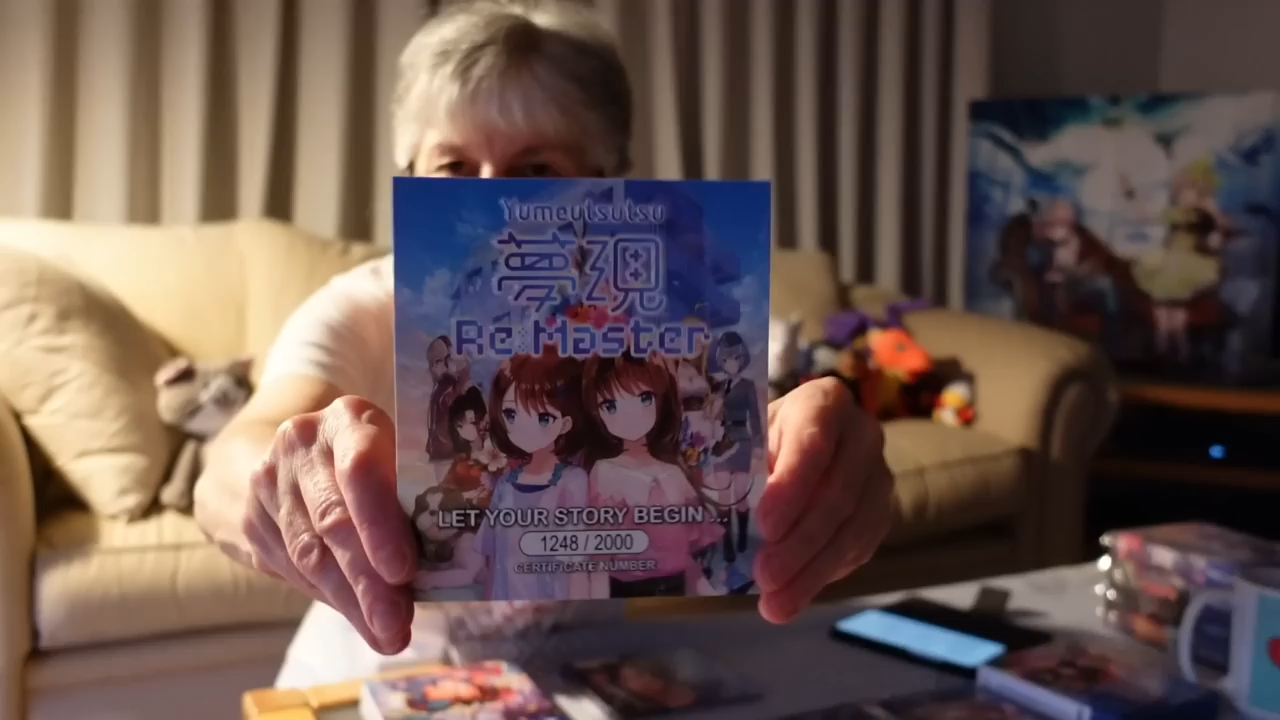 Yumeutsutsu
夢現
Re:Master
LET YOUR STORY BEGIN ...
1248 / 2000
CERTIFICATE NUMBER